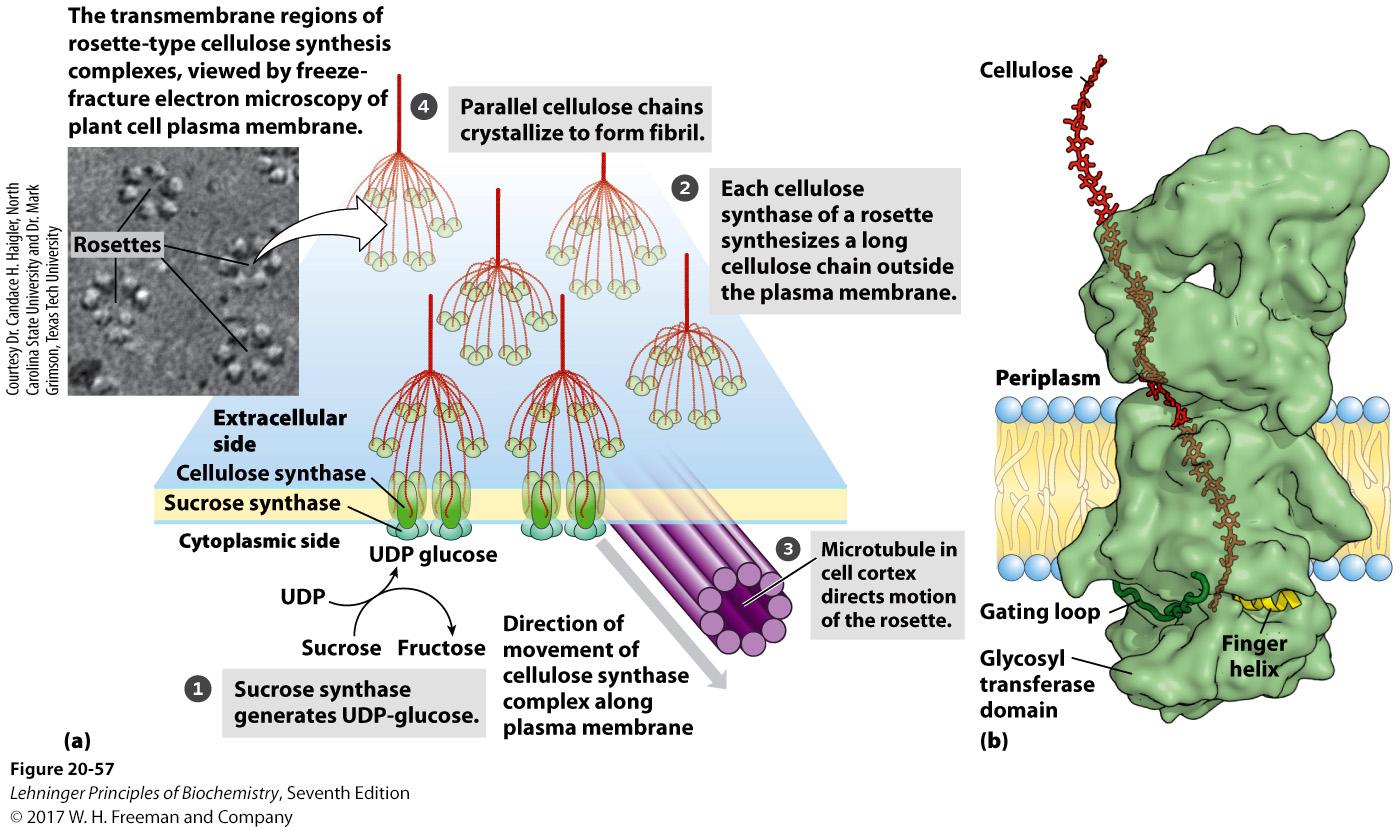 The transmembrane regions of
rosette-type cellulose synthesis
complexes, viewed by freeze-
fracture electron microscopy of
plant cell plasma membrane.
Courtesy Dr. Candace H. Haigler, North
Carolina State University and Dr. Mark
Grimson, Texas Tech University
Rosettes
4
Parallel cellulose chains
crystallize to form fibril.
2
Each cellulose
synthase of a rosette
synthesizes a long
cellulose chain outside
the plasma membrane.
Extracellular
side
Cellulose synthase
Sucrose synthase
Cytoplasmic side
UDP glucose
UDP
Sucrose
Fructose
1
Sucrose synthase
generates UDP-glucose.
Direction of
movement of
cellulose synthase
complex along
plasma membrane
3
Microtubule in
cell cortex
directs motion
of the rosette.
(a)
Cellulose
Periplasm
Gating loop
Finger
helix
Glycosyl
transferase
domain
(b)
Figure 20-57
Lehninger Principles of Biochemistry, Seventh Edition
© 2017 W. H. Freeman and Company